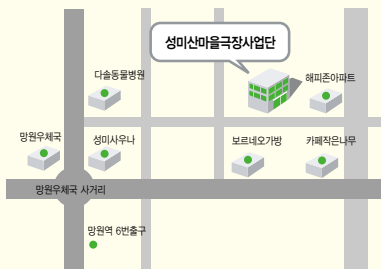 성미산마을극장사업단
다솔동물병원
해피존아파트
망원우체국
성미사우나
보르네오가방
카페작은나무
망원우체국 사거리
망원역 6번출구